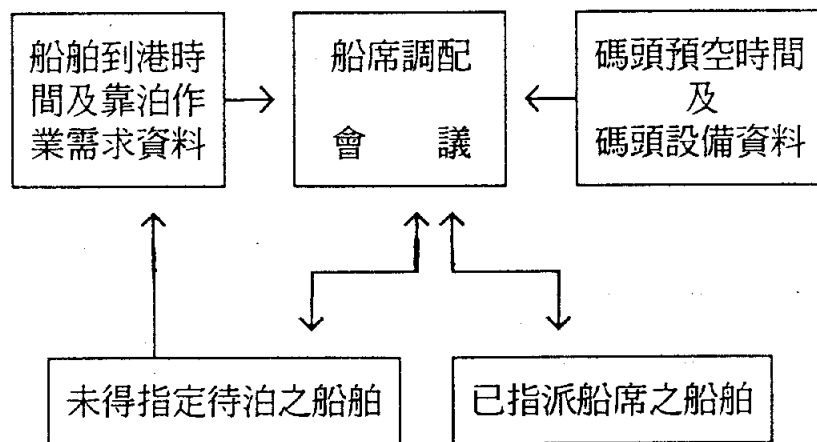 船舶到港時
間及靠泊作
業需求資料
船席調配
會議
碼頭預空時間
及
碼頭設備資料
未得指定待泊之船舶
已指派船席之船舶